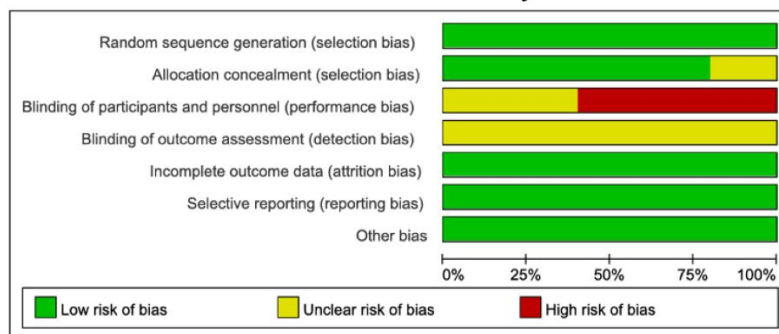 Random sequence generation (selection bias)
Allocation concealment (selection bias)
Blinding of participants and personnel (performance bias)
Blinding of outcome assessment (detection bias)
Incomplete outcome data (attrition bias)
Selective reporting (reporting bias)
Other bias
0% 25% 50% 75% 100%
Low risk of bias Unclear risk of bias High risk of bias